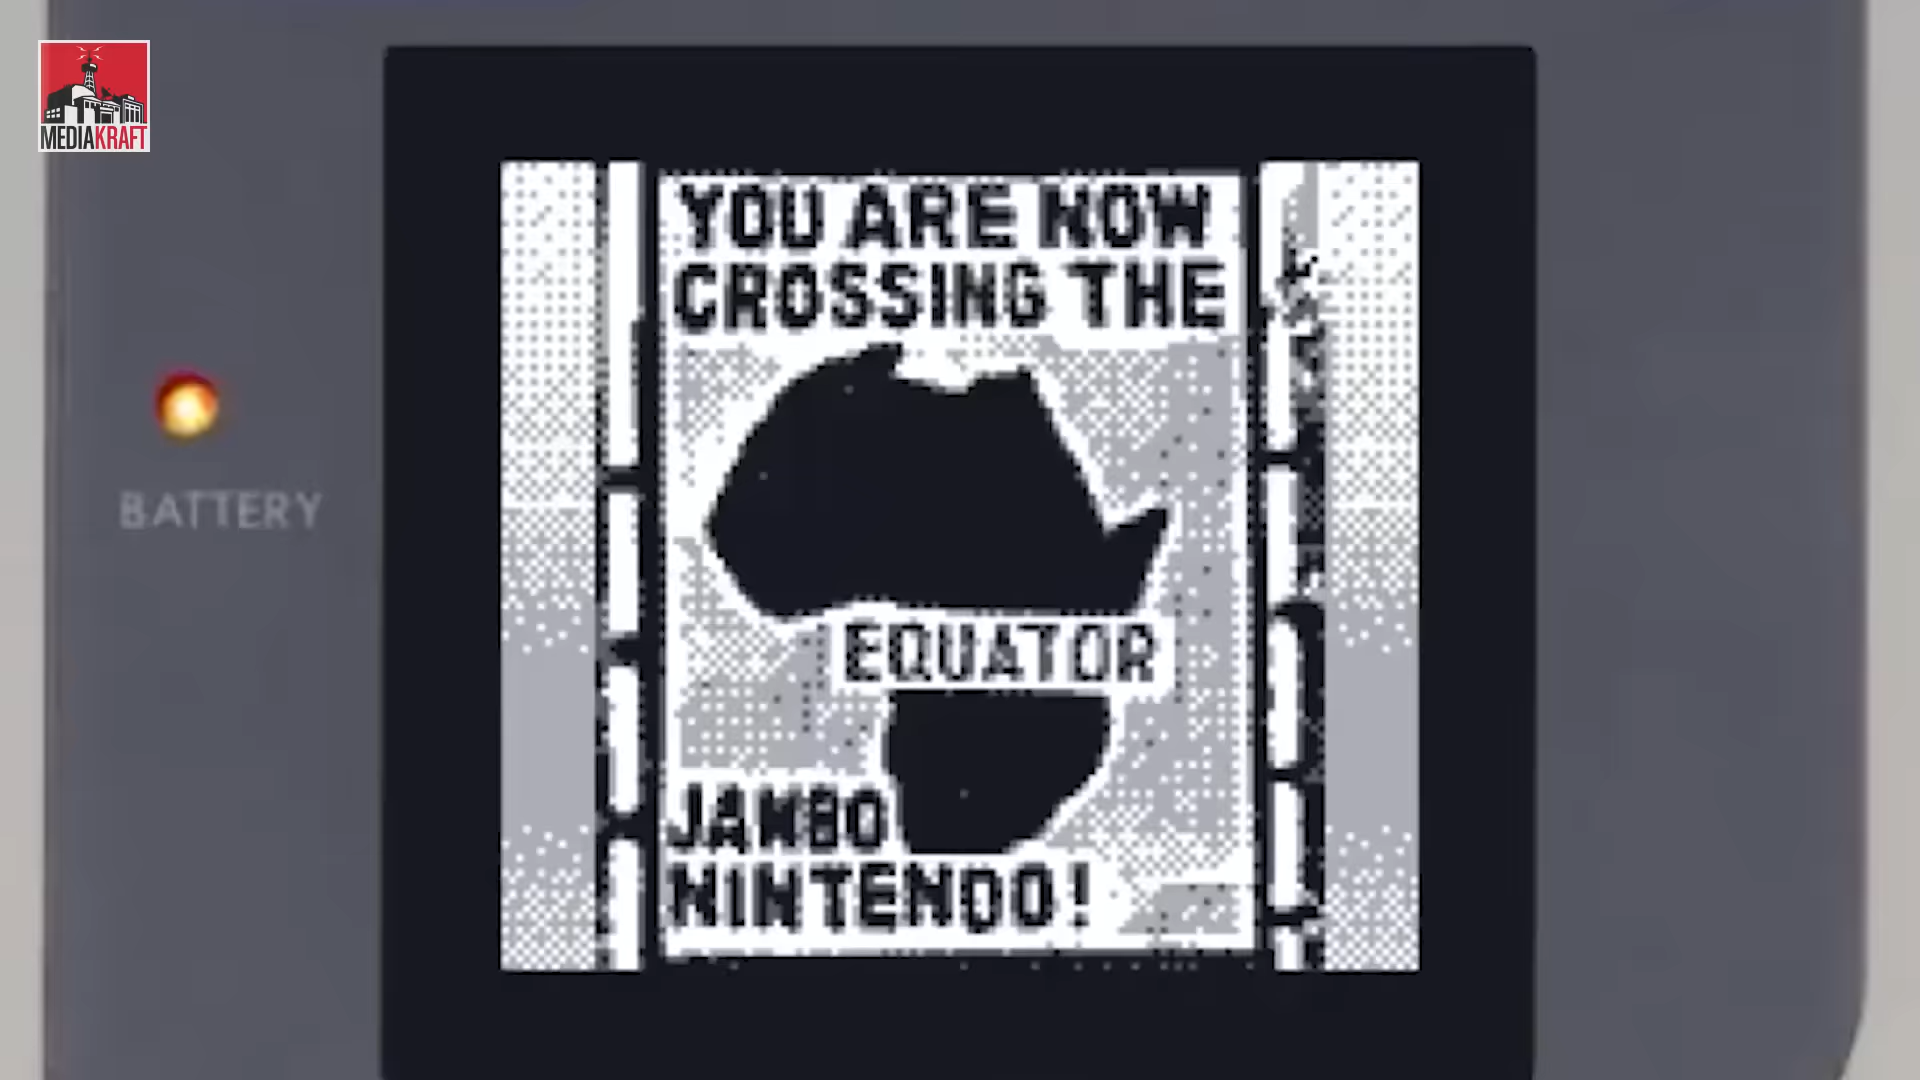 MEDIAKRAFT
YOU ARE NOW
CROSSING THE
BATTERY
EQUATOR
JAMBO
NINTENDO!